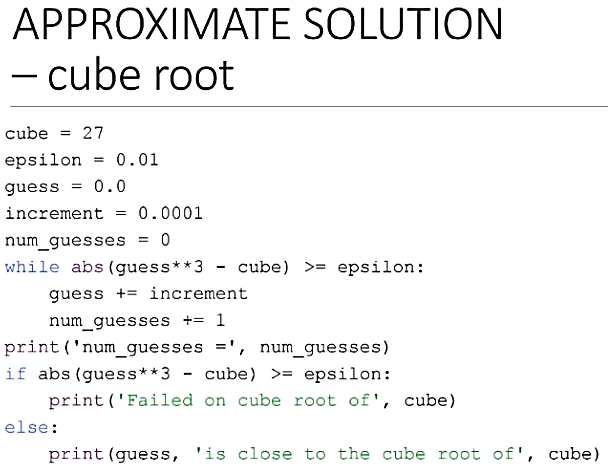 APPROXIMATE SOLUTION
– cube root
cube = 27
epsilon = 0.01
guess = 0.0
increment = 0.0001
num_guesses = 0
while abs(guess**3 - cube) >= epsilon:
    guess += increment
    num_guesses += 1
print('num_guesses =', num_guesses)
if abs(guess**3 - cube) >= epsilon:
    print('Failed on cube root of', cube)
else:
    print(guess, 'is close to the cube root of', cube)